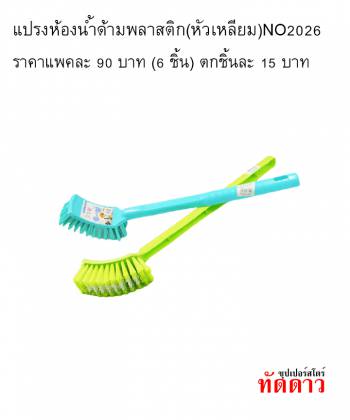 แปรงห้องน้ำด้ามพลาสติก(หัวเหลียม)NO2026
ราคาแพคละ 90 บาท (6 ชิ้น) ตกชิ้นละ 15 บาท
ซุปเปอร์สโตร์
ทัดดาว